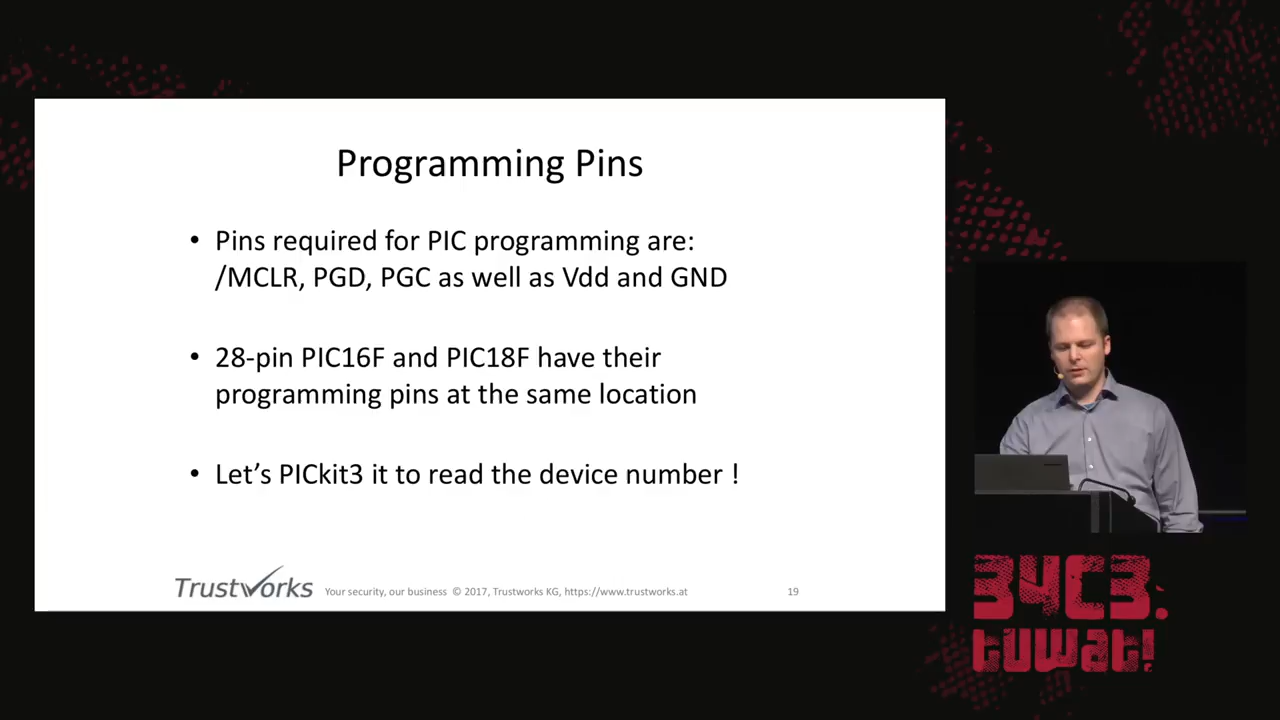 Programming Pins
• Pins required for PIC programming are:
/MCLR, PGD, PGC as well as Vdd and GND
• 28-pin PIC16F and PIC18F have their
programming pins at the same location
• Let’s PICkit3 it to read the device number !
Trustworks Your security, our business © 2017, Trustworks KG, https://www.trustworks.at 19
34C3.
tuwat!